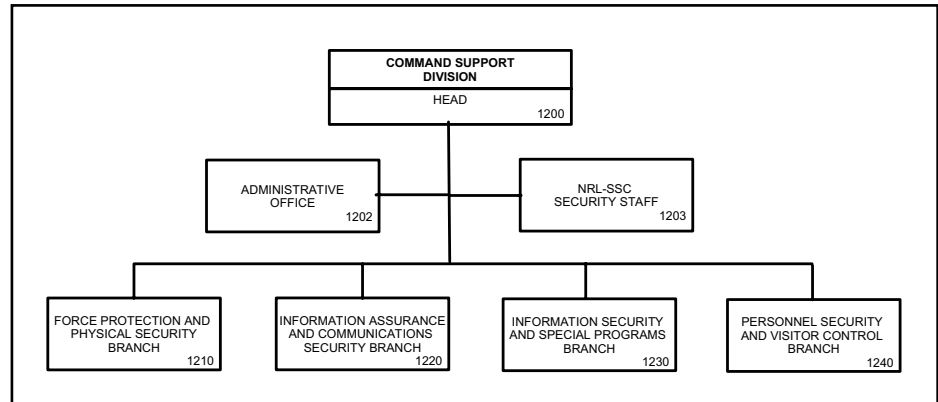 COMMAND SUPPORT
DIVISION
HEAD
1200
ADMINISTRATIVE
OFFICE
1202
NRL-SSC
SECURITY STAFF
1203
FORCE PROTECTION AND
PHYSICAL SECURITY
BRANCH
1210
INFORMATION ASSURANCE
AND COMMUNICATIONS
SECURITY BRANCH
1220
INFORMATION SECURITY
AND SPECIAL PROGRAMS
BRANCH
1230
PERSONNEL SECURITY
AND VISITOR CONTROL
BRANCH
1240